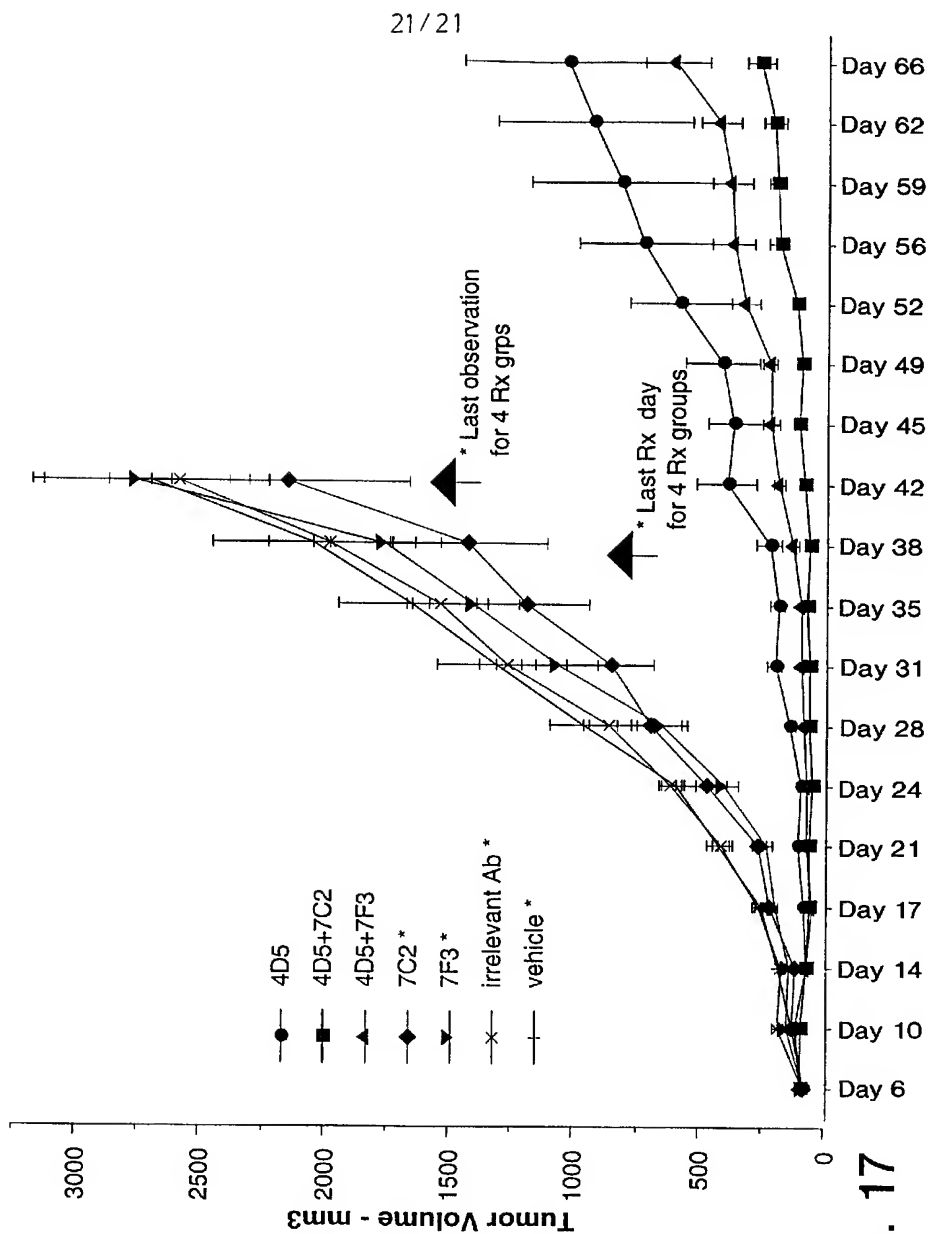 21/21
3000
2500
2000
1500
1000
500
0
Tumor Volume - mm3
4D5
4D5+7C2
4D5+7F3
7C2 *
7F3 *
irrelevant Ab *
vehicle *
* Last observation
for 4 Rx grps
* Last Rx day
for 4 Rx groups
Day 6
Day 10
Day 14
Day 17
Day 21
Day 24
Day 28
Day 31
Day 35
Day 38
Day 42
Day 45
Day 49
Day 52
Day 56
Day 59
Day 62
Day 66
. 17